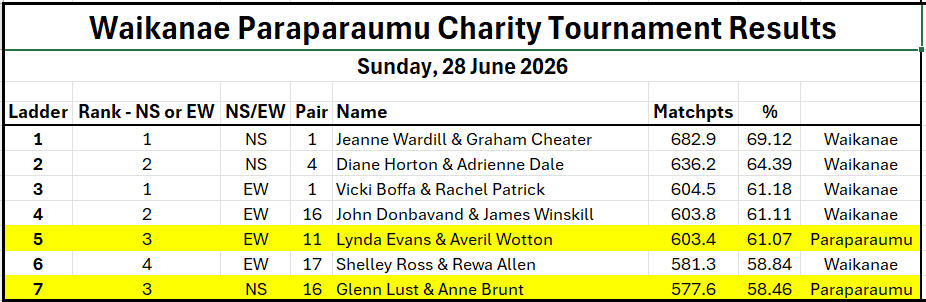 Waikanae Paraparaumu Charity Tournament Results
Sunday, 28 June 2026
Ladder Rank - NS or EW NS/EW Pair Name Matchpts %
1 1 NS 1 Jeanne Wardill & Graham Cheater 682.9 69.12 Waikanae
2 2 NS 4 Diane Horton & Adrienne Dale 636.2 64.39 Waikanae
3 1 EW 1 Vicki Boffa & Rachel Patrick 604.5 61.18 Waikanae
4 2 EW 16 John Donbavand & James Winskill 603.8 61.11 Waikanae
5 3 EW 11 Lynda Evans & Averil Wotton 603.4 61.07 Paraparaumu
6 4 EW 17 Shelley Ross & Rewa Allen 581.3 58.84 Waikanae
7 3 NS 16 Glenn Lust & Anne Brunt 577.6 58.46 Paraparaumu